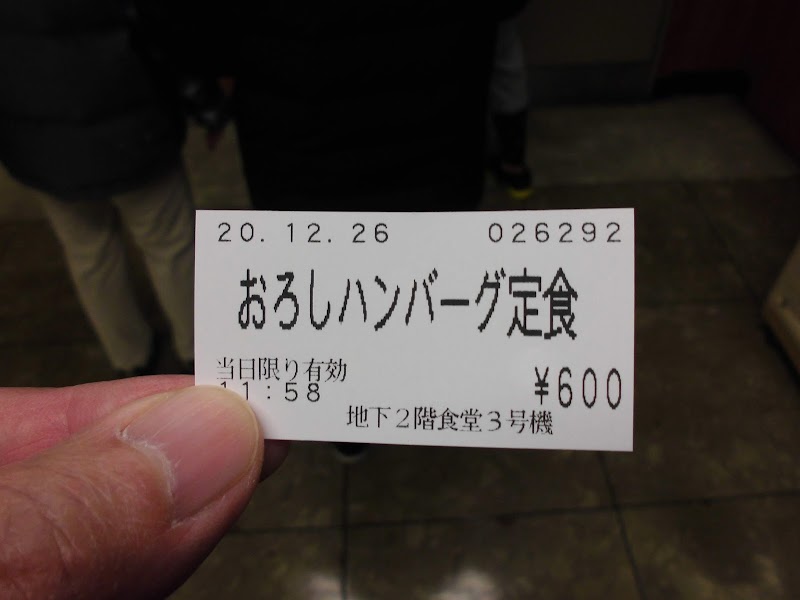 20.12.26 026292
おろしハンバーグ定食
当日限り有効
11:58 ¥600
地下2階食堂3号機